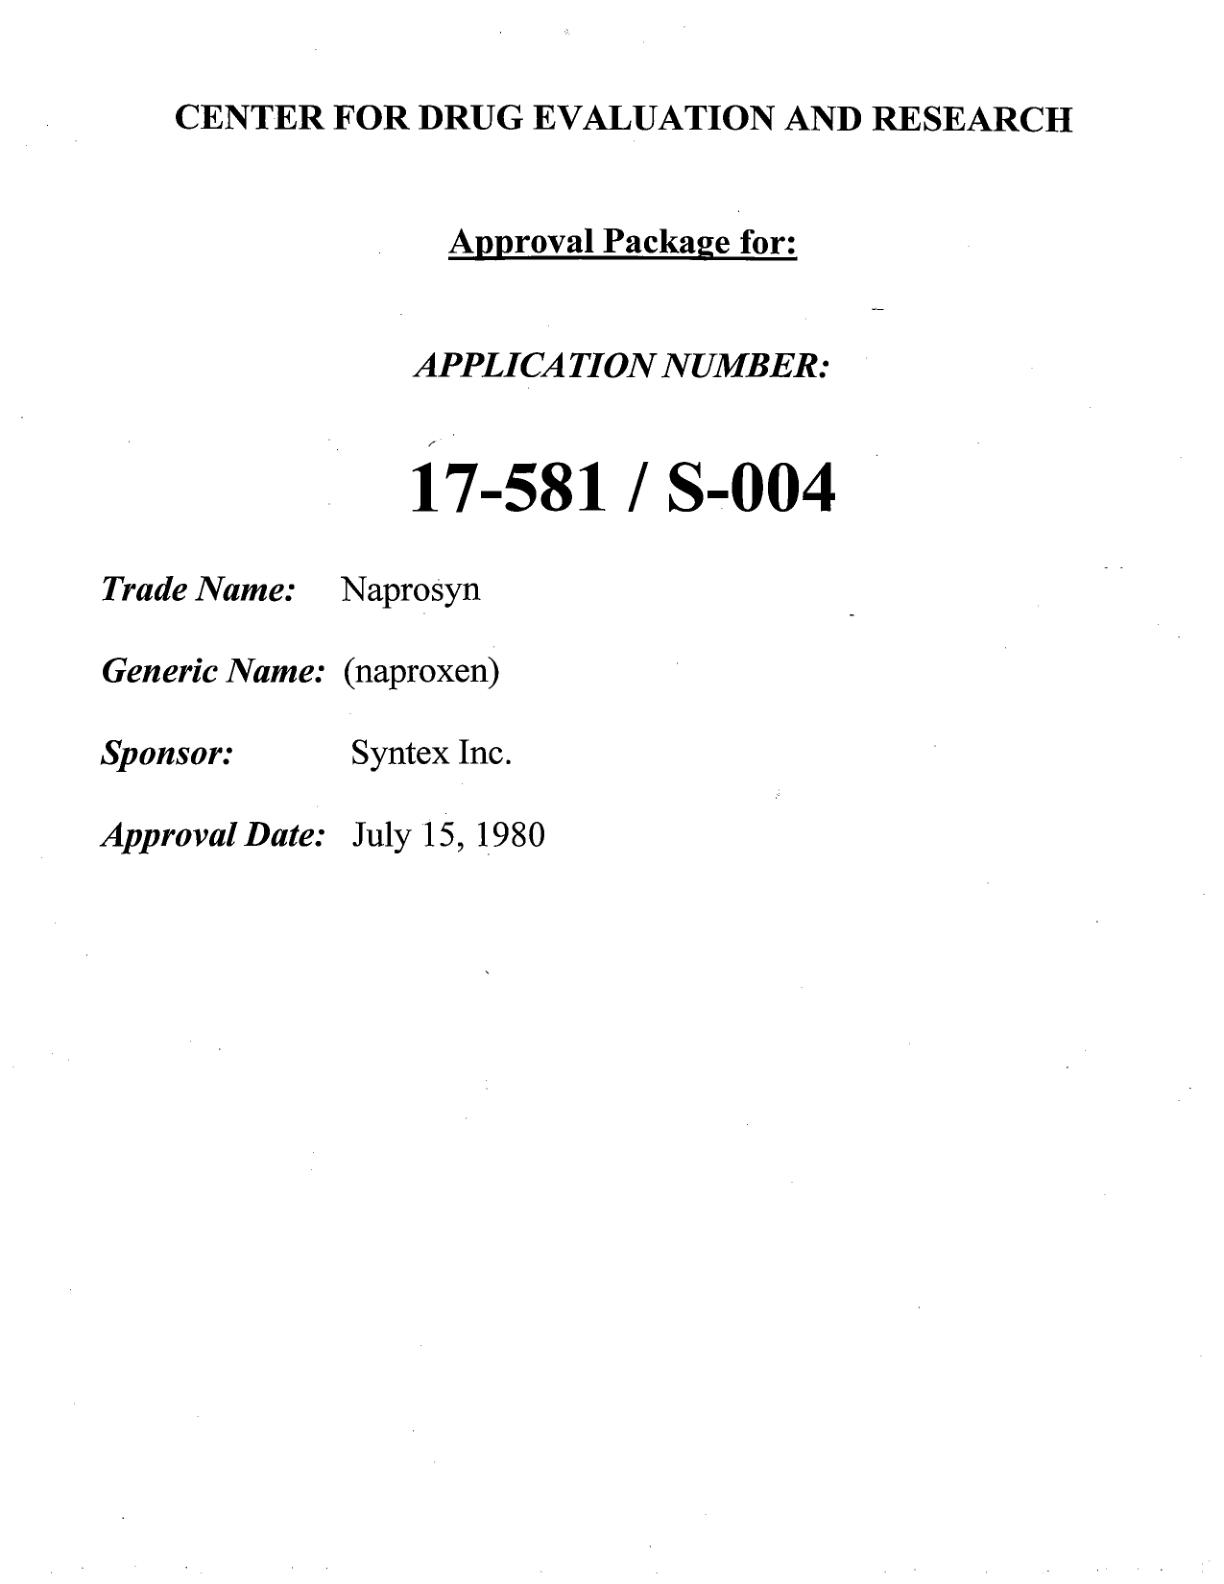 CENTER FOR DRUG EVALUATION AND RESEARCH
Approval Package for:
APPLICATION NUMBER:
17-581 / S-004
Trade Name: Naprosyn
Generic Name: (naproxen)
Sponsor: Syntex Inc.
Approval Date: July 15, 1980